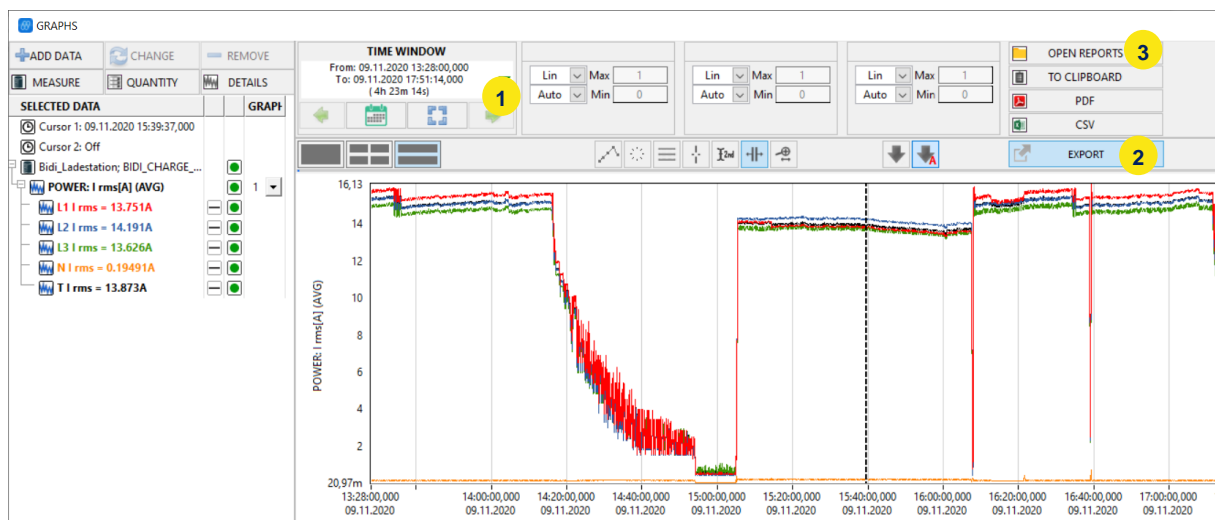 GRAPHS
ADD DATA
CHANGE
REMOVE
MEASURE
QUANTITY
DETAILS
SELECTED DATA
GRAPH
Cursor 1: 09.11.2020 15:39:37,000
Cursor 2: Off
Bidi_Ladestation; BIDI_CHARGE_...
POWER: I rms[A] (AVG)
1
L1 I rms = 13.751A
L2 I rms = 14.191A
L3 I rms = 13.626A
N I rms = 0.19491A
T I rms = 13.873A
TIME WINDOW
From: 09.11.2020 13:28:00,000
To: 09.11.2020 17:51:14,000
( 4h 23m 14s)
1
Lin Max 1
Auto Min 0
Lin Max 1
Auto Min 0
Lin Max 1
Auto Min 0
OPEN REPORTS
3
TO CLIPBOARD
PDF
CSV
EXPORT
2
POWER: I rms[A] (AVG)
16,13
14
12
10
8
6
4
2
20,97m
13:28:00,000 14:00:00,000 14:20:00,000 14:40:00,000 15:00:00,000 15:20:00,000 15:40:00,000 16:00:00,000 16:20:00,000 16:40:00,000 17:00:00,000
09.11.2020 09.11.2020 09.11.2020 09.11.2020 09.11.2020 09.11.2020 09.11.2020 09.11.2020 09.11.2020 09.11.2020 09.11.2020